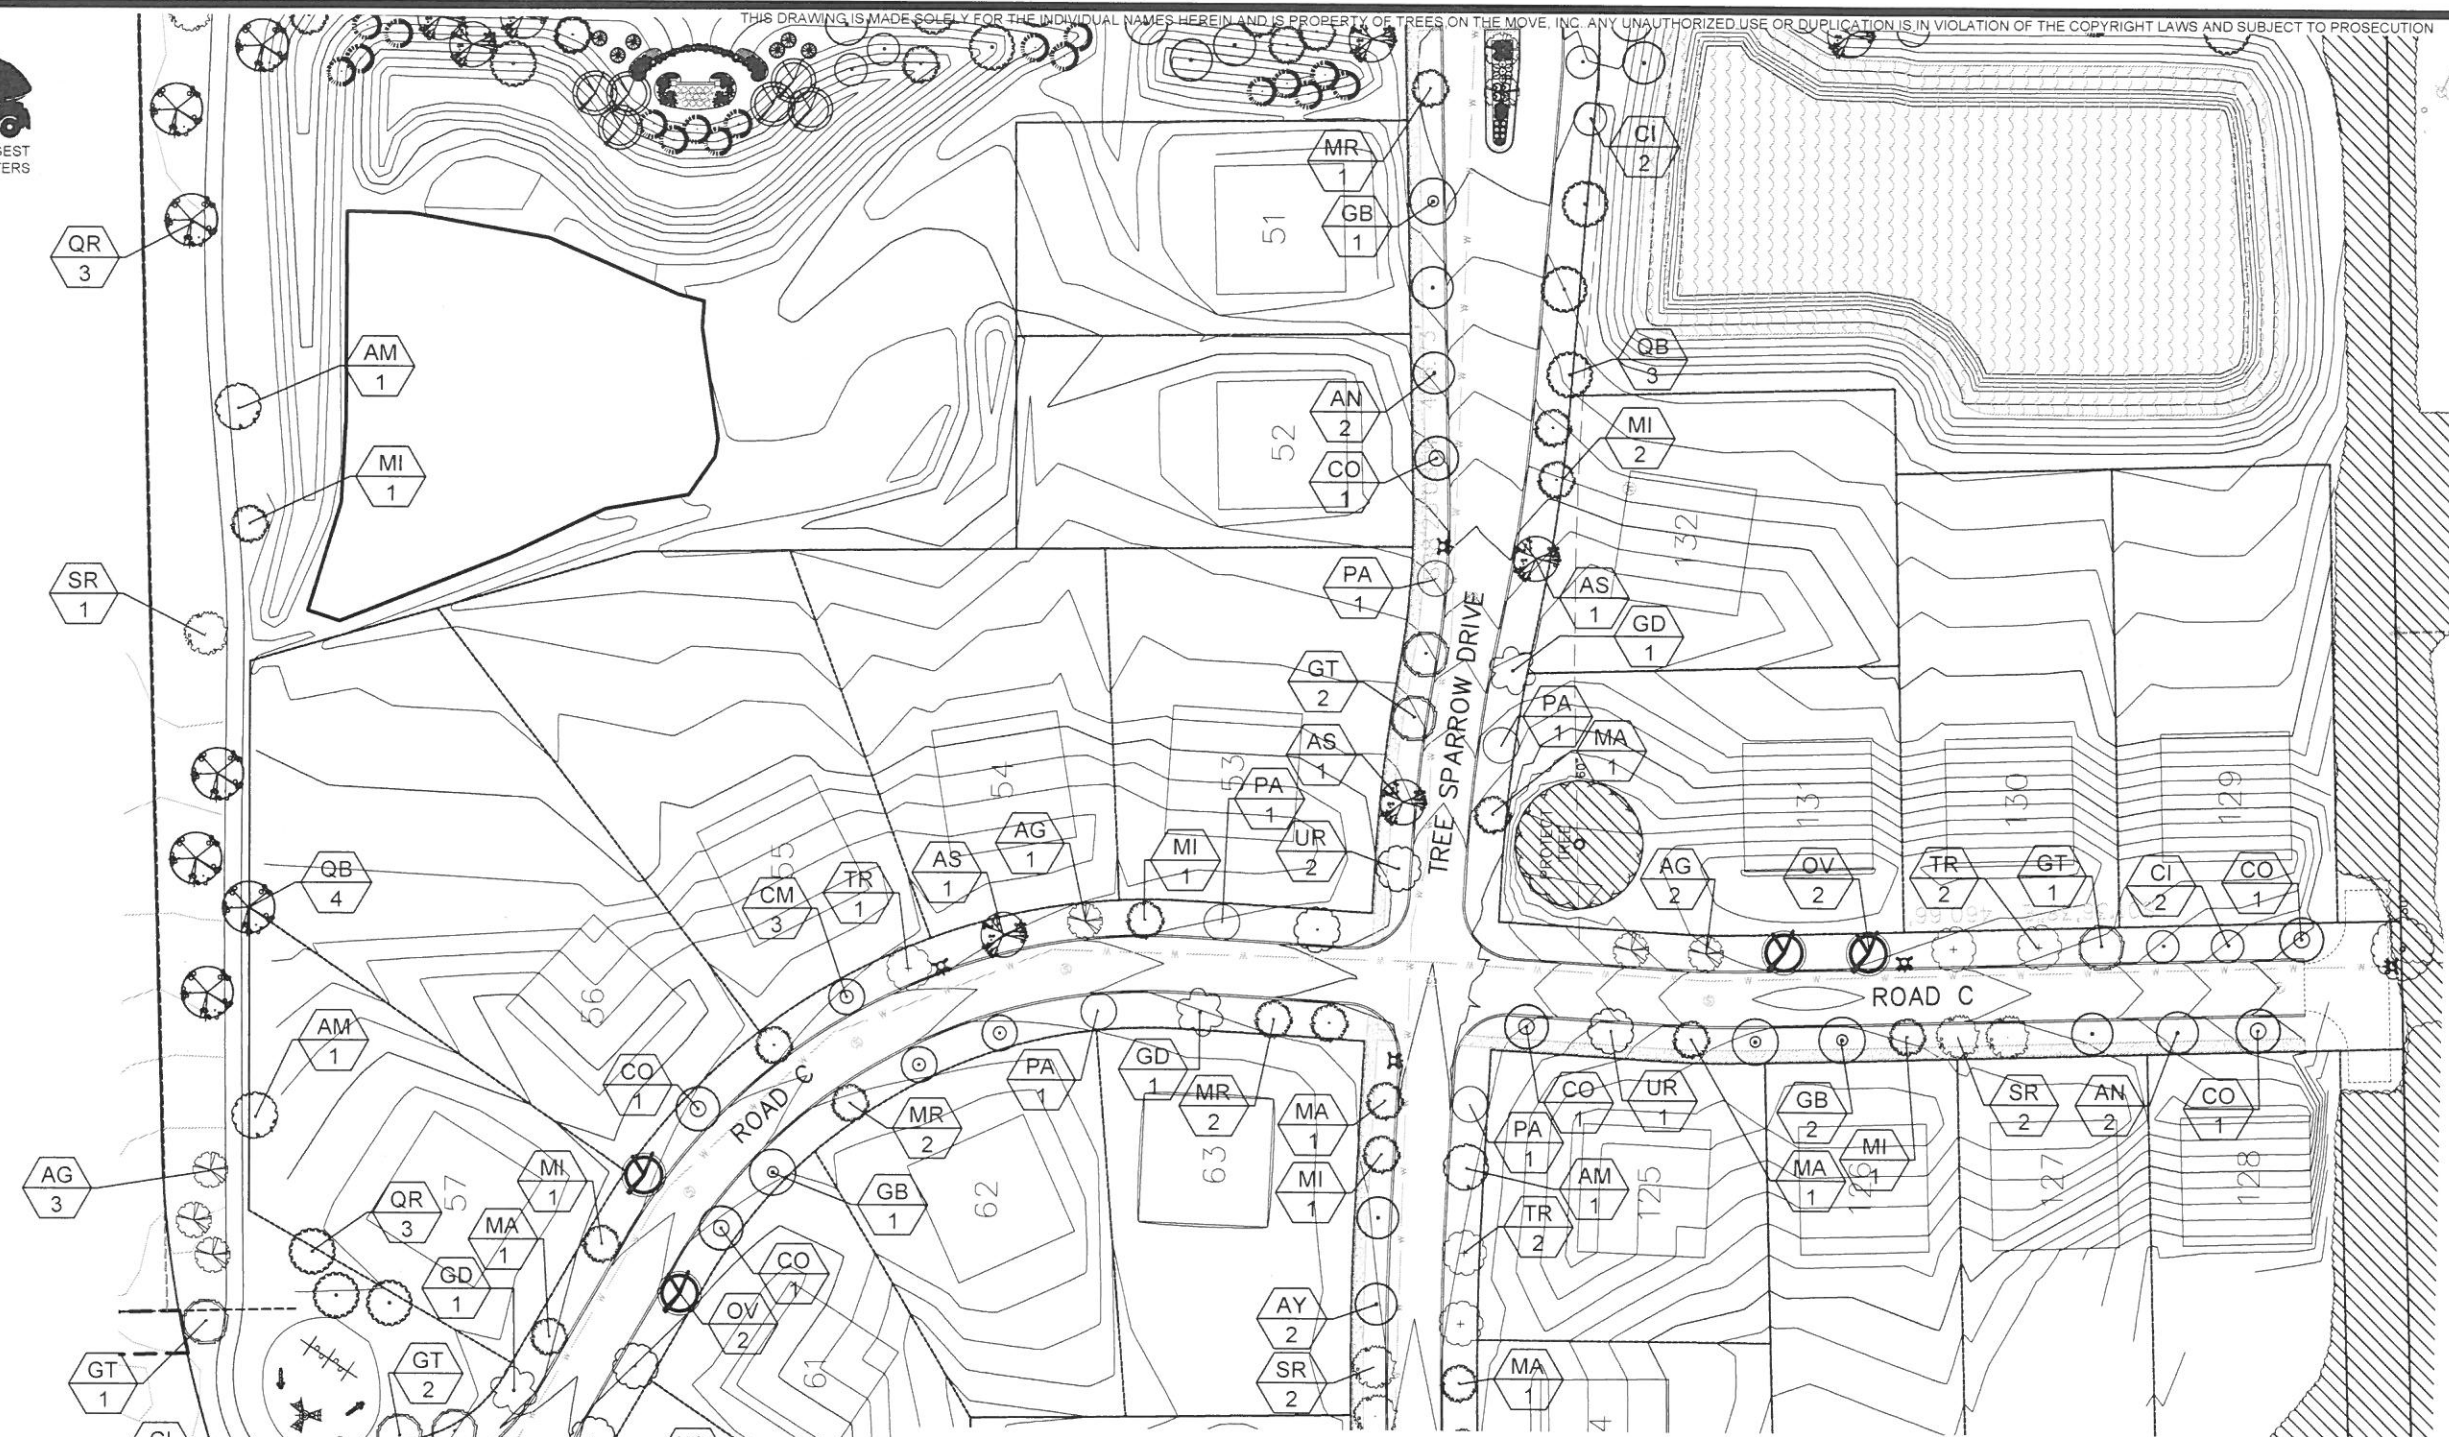 THIS DRAWING IS MADE SOLELY FOR THE INDIVIDUAL NAMES HEREIN AND IS PROPERTY OF TREES ON THE MOVE, INC. ANY UNAUTHORIZED USE OR DUPLICATION IS IN VIOLATION OF THE COPYRIGHT LAWS AND SUBJECT TO PROSECUTION
MR
1
CI
2
GB
1
51
QR
3
AM
1
QB
3
AN
2
MI
2
52
CO
1
MI
1
132
SR
1
PA
1
AS
1
GD
1
GT
2
TREE SPARROW DRIVE
PA
1
MA
1
AS
1
53
54
PA
1
60"
131
130
129
PROTECT
TREE
AG
1
UR
2
MI
1
55
AS
1
TR
1
CM
3
QB
4
AG
2
OV
2
TR
2
GT
1
CI
2
CO
1
ROAD C
56
AM
1
CO
1
ROAD C
PA
1
GD
1
MR
2
MR
2
MA
1
CO
1
UR
1
GB
2
SR
2
AN
2
CO
1
PA
1
MI
1
MA
1
126
127
128
125
AM
1
AG
3
MI
1
QR
3
57
MA
1
GB
1
62
63
MI
1
TR
2
GD
1
CO
1
OV
2
AY
2
GT
1
GT
2
61
SR
2
MA
1
4